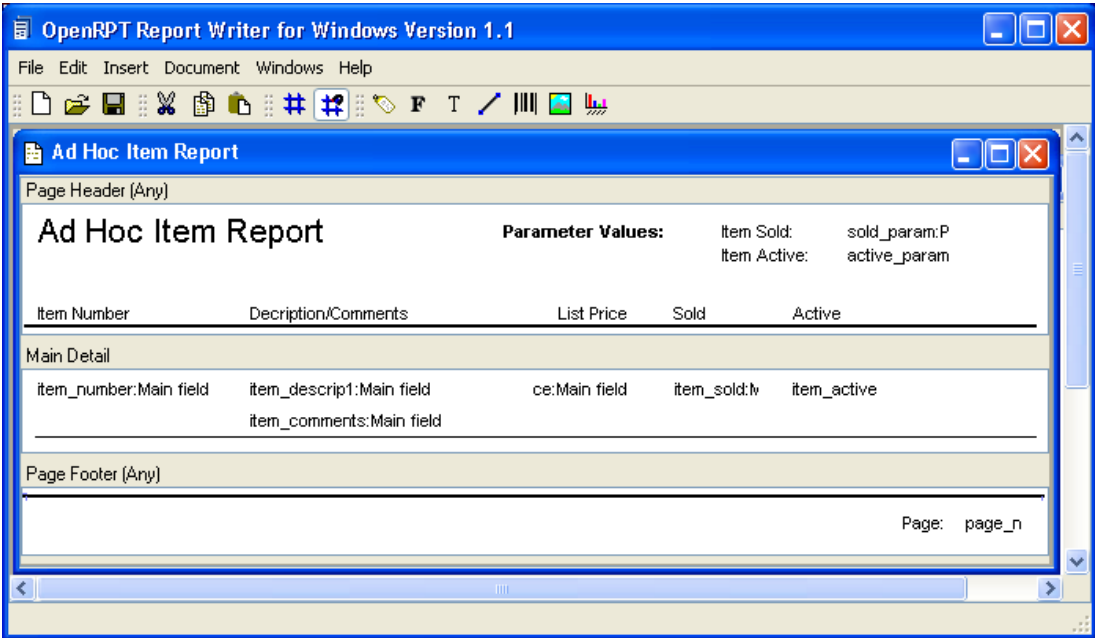 OpenRPT Report Writer for Windows Version 1.1
File Edit Insert Document Windows Help
F T
Ad Hoc Item Report
Page Header (Any)
Ad Hoc Item Report Parameter Values: Item Sold: sold_param:P
Item Active: active_param
Item Number Decription/Comments List Price Sold Active
Main Detail
item_number:Main field item_descrip1:Main field ce:Main field item_sold:M item_active
item_comments:Main field
Page Footer (Any)
Page: page_n